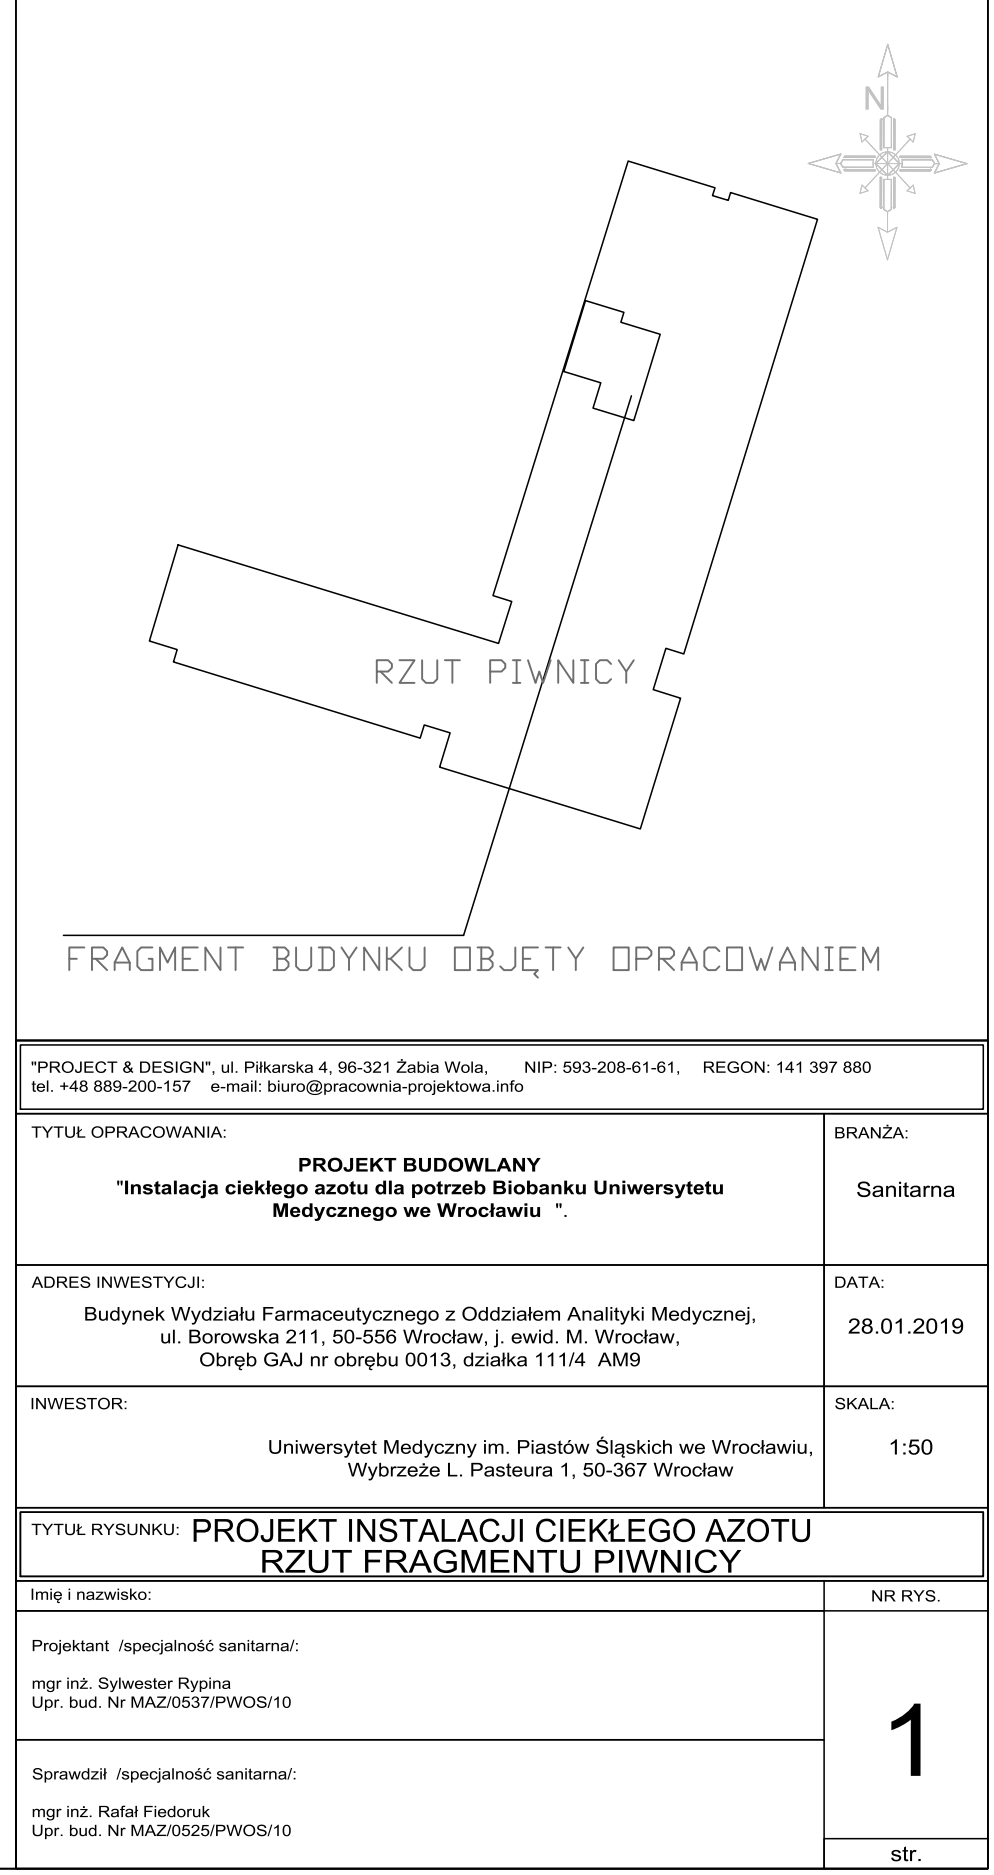 N
RZUT PIWNICY
FRAGMENT BUDYNKU OBJĘTY OPRACOWANIEM
"PROJECT & DESIGN", ul. Piłkarska 4, 96-321 Żabia Wola, NIP: 593-208-61-61, REGON: 141 397 880
tel. +48 889-200-157 e-mail: biuro@pracownia-projektowa.info
TYTUŁ OPRACOWANIA:
PROJEKT BUDOWLANY
"Instalacja ciekłego azotu dla potrzeb Biobanku Uniwersytetu
Medycznego we Wrocławiu ".
BRANŻA:
Sanitarna
ADRES INWESTYCJI:
Budynek Wydziału Farmaceutycznego z Oddziałem Analityki Medycznej,
ul. Borowska 211, 50-556 Wrocław, j. ewid. M. Wrocław,
Obręb GAJ nr obrębu 0013, działka 111/4 AM9
DATA:
28.01.2019
INWESTOR:
Uniwersytet Medyczny im. Piastów Śląskich we Wrocławiu,
Wybrzeże L. Pasteura 1, 50-367 Wrocław
SKALA:
1:50
TYTUŁ RYSUNKU: PROJEKT INSTALACJI CIEKŁEGO AZOTU
RZUT FRAGMENTU PIWNICY
Imię i nazwisko:
NR RYS.
Projektant /specjalność sanitarna/:
mgr inż. Sylwester Rypina
Upr. bud. Nr MAZ/0537/PWOS/10
1
Sprawdził /specjalność sanitarna/:
mgr inż. Rafał Fiedoruk
Upr. bud. Nr MAZ/0525/PWOS/10
str.